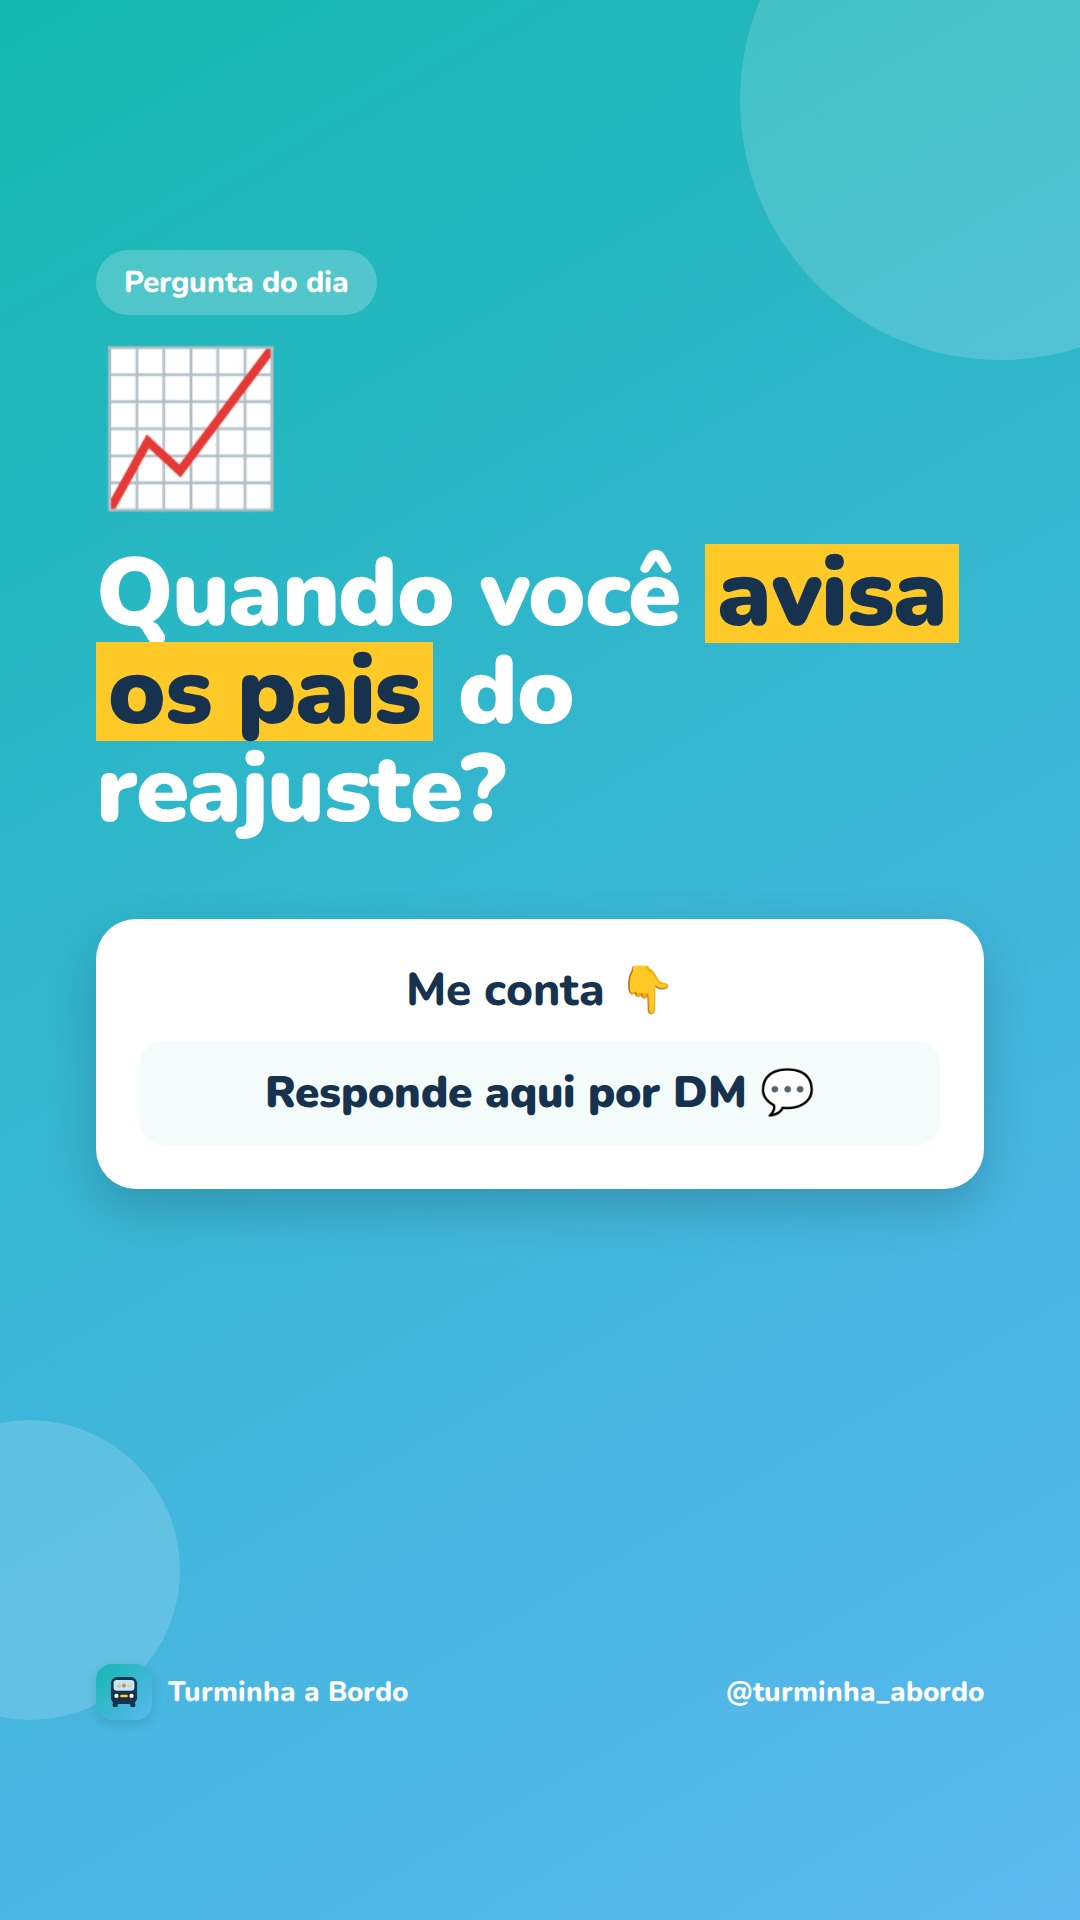 Pergunta do dia
Quando você avisa
os pais do
reajuste?
Me conta 👇
Responde aqui por DM 💬
Turminha a Bordo
@turminha_abordo